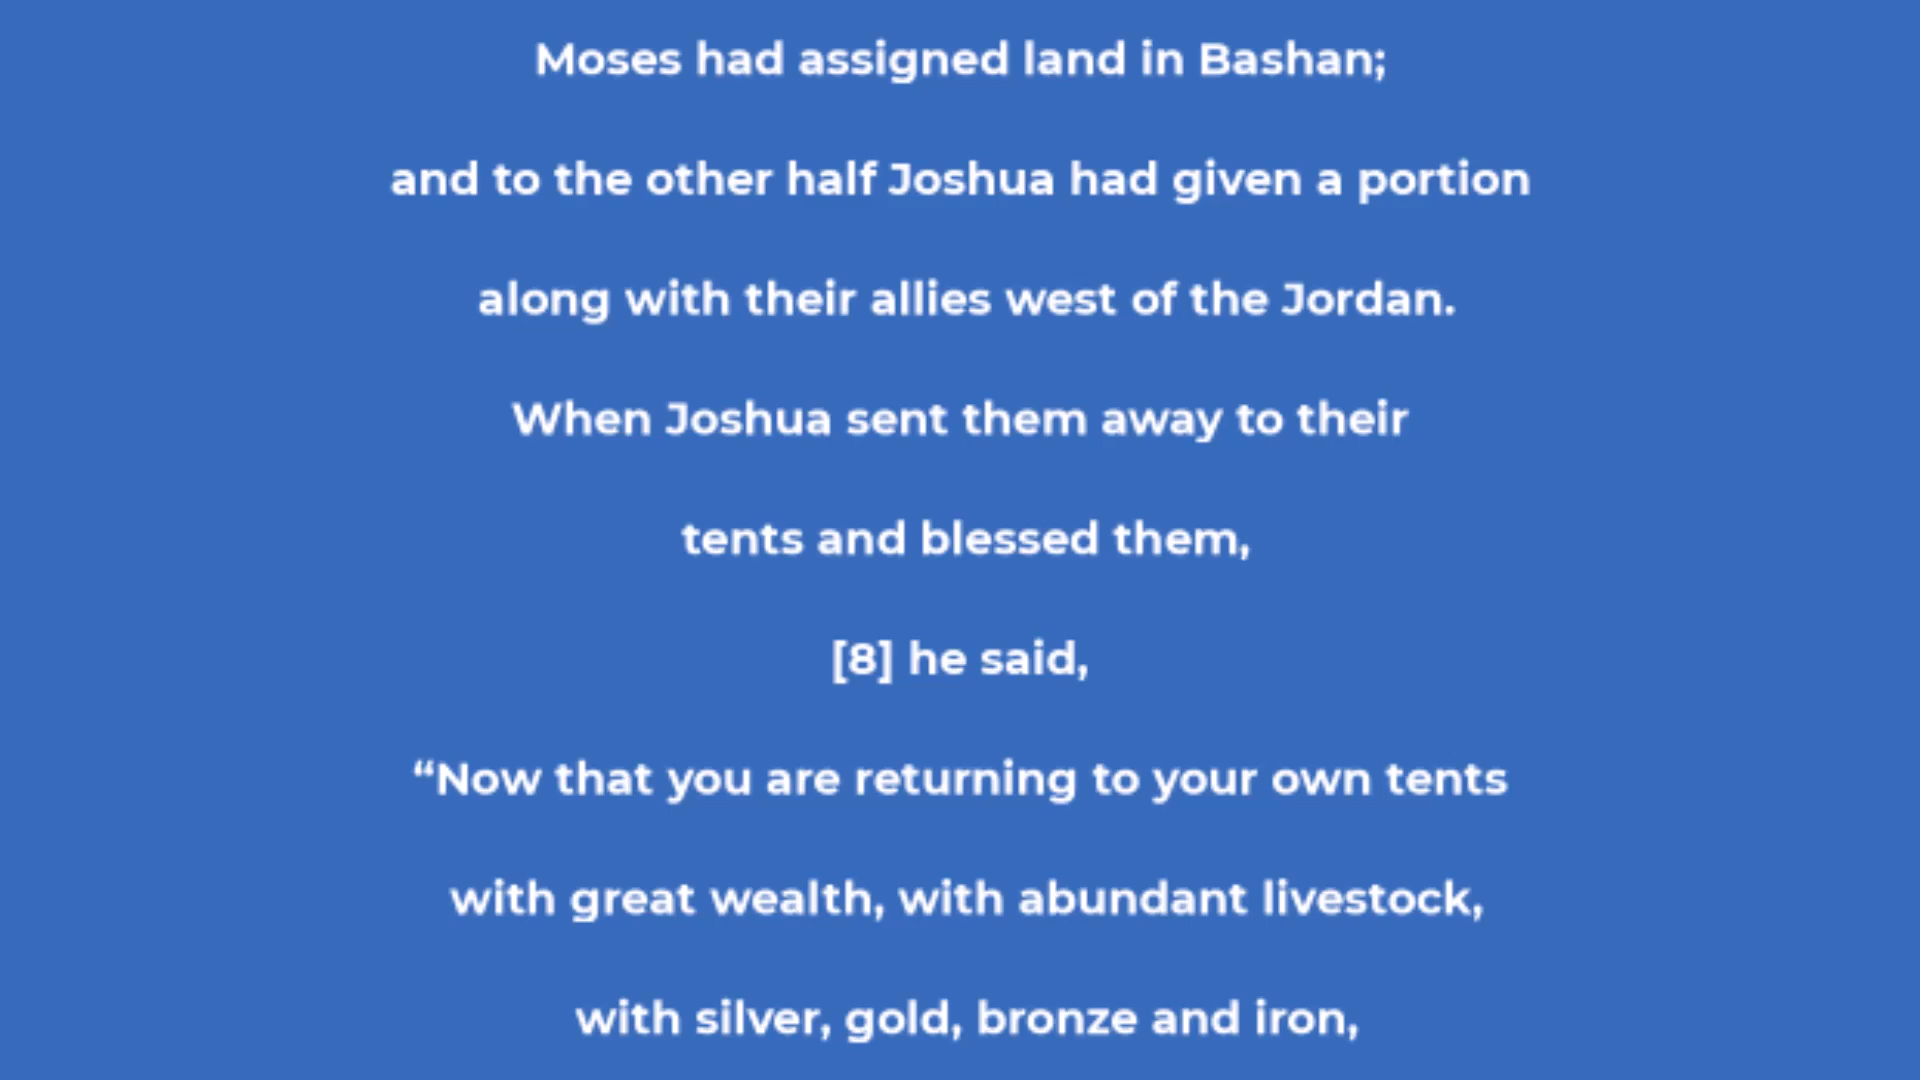 Moses had assigned land in Bashan;
and to the other half Joshua had given a portion
along with their allies west of the Jordan.
When Joshua sent them away to their
tents and blessed them,
[8] he said,
“Now that you are returning to your own tents
with great wealth, with abundant livestock,
with silver, gold, bronze and iron,